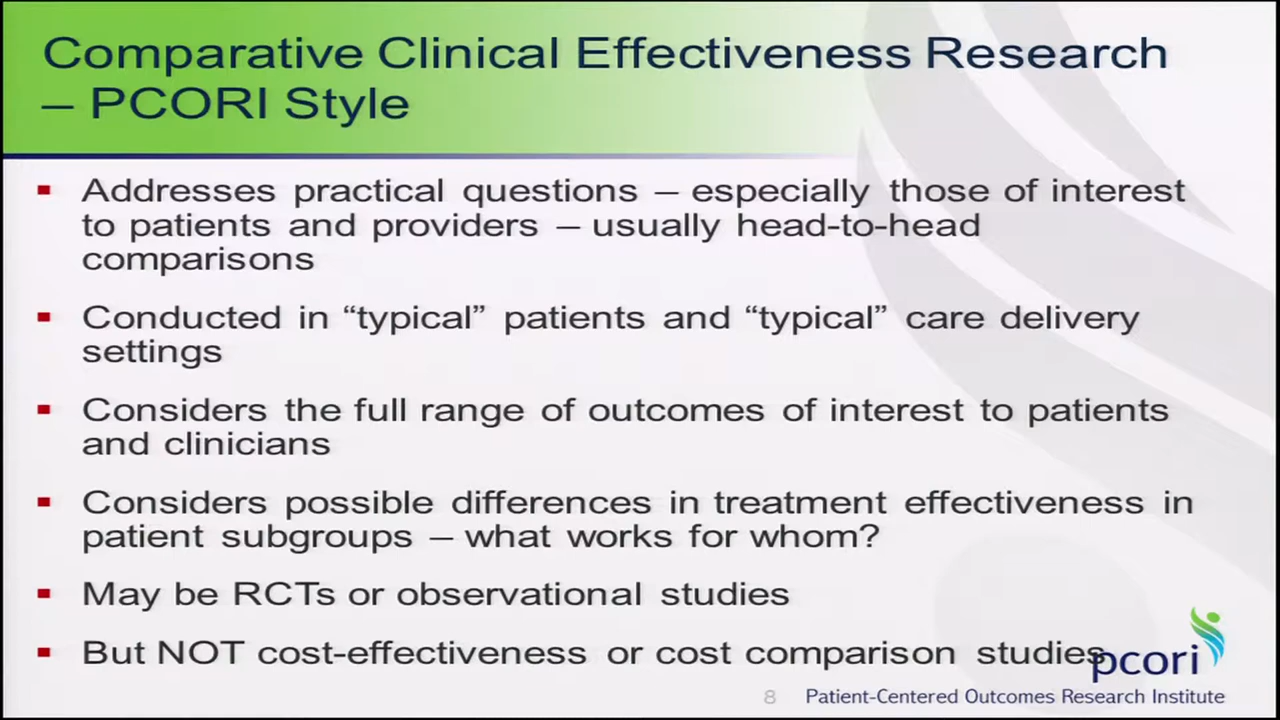 Comparative Clinical Effectiveness Research
– PCORI Style
Addresses practical questions – especially those of interest
to patients and providers – usually head-to-head
comparisons
Conducted in “typical” patients and “typical” care delivery
settings
Considers the full range of outcomes of interest to patients
and clinicians
Considers possible differences in treatment effectiveness in
patient subgroups – what works for whom?
May be RCTs or observational studies
But NOT cost-effectiveness or cost comparison studies
pcori
8
Patient-Centered Outcomes Research Institute